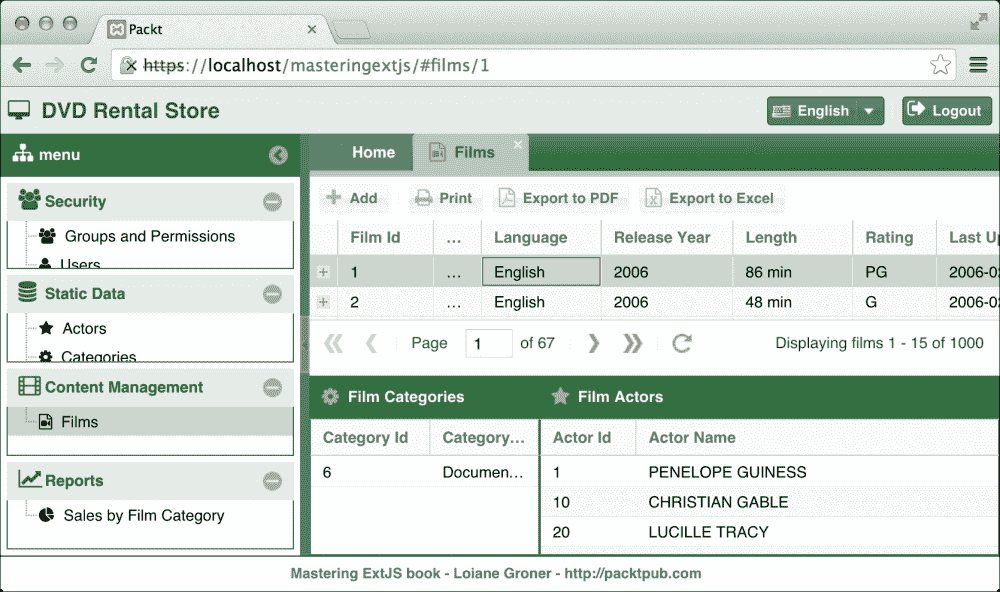 Packt
https://localhost/masteringextjs/#films/1
DVD Rental Store
English
Logout
menu
Security
Groups and Permissions
Users
Static Data
Actors
Categories
Content Management
Films
Reports
Sales by Film Category
Home
Films
Add Print Export to PDF Export to Excel
Film Id ... Language Release Year Length Rating Last Up
1 ... English 2006 86 min PG 2006-02
2 ... English 2006 48 min G 2006-02
Page 1 of 67 Displaying films 1 - 15 of 1000
Film Categories
Category Id Category...
6 Documen...
Film Actors
Actor Id Actor Name
1 PENELOPE GUINESS
10 CHRISTIAN GABLE
20 LUCILLE TRACY
Mastering ExtJS book - Loiane Groner - http://packtpub.com